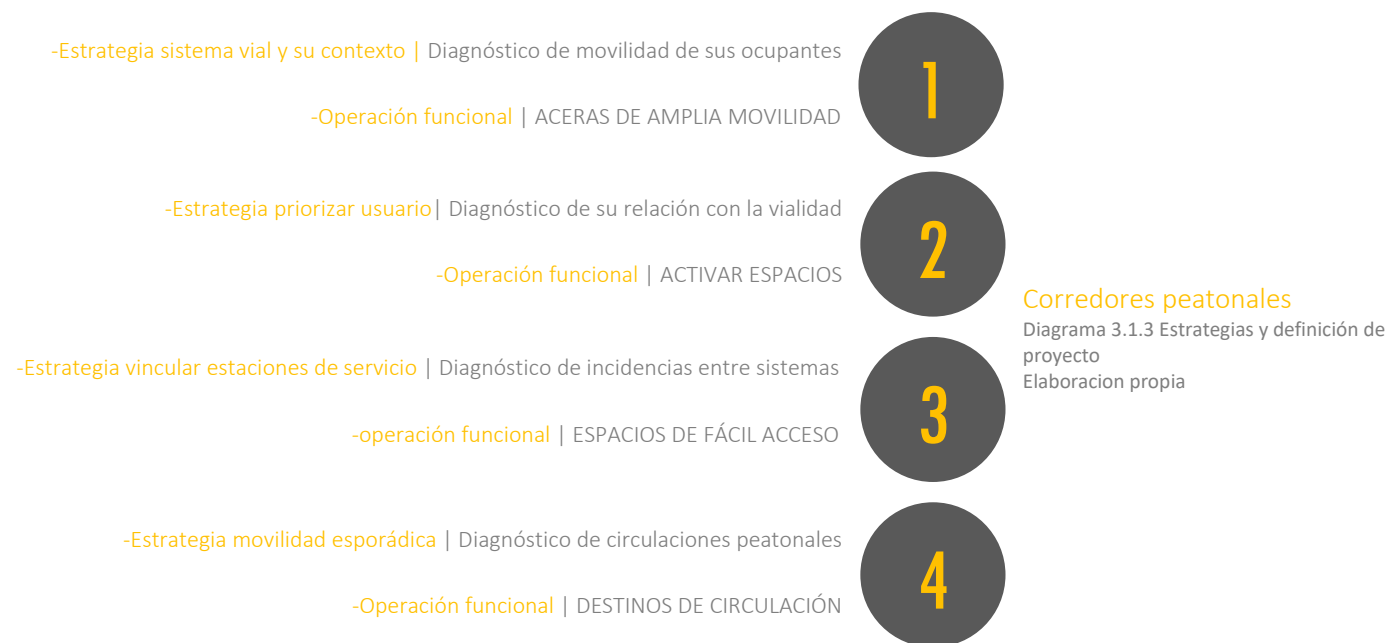 -Estrategia sistema vial y su contexto | Diagnóstico de movilidad de sus ocupantes
-Operación funcional | ACERAS DE AMPLIA MOVILIDAD
1
-Estrategia priorizar usuario| Diagnóstico de su relación con la vialidad
-Operación funcional | ACTIVAR ESPACIOS
2
-Estrategia vincular estaciones de servicio | Diagnóstico de incidencias entre sistemas
-operación funcional | ESPACIOS DE FÁCIL ACCESO
3
-Estrategia movilidad esporádica | Diagnóstico de circulaciones peatonales
-Operación funcional | DESTINOS DE CIRCULACIÓN
4
Corredores peatonales
Diagrama 3.1.3 Estrategias y definición de
proyecto
Elaboracion propia